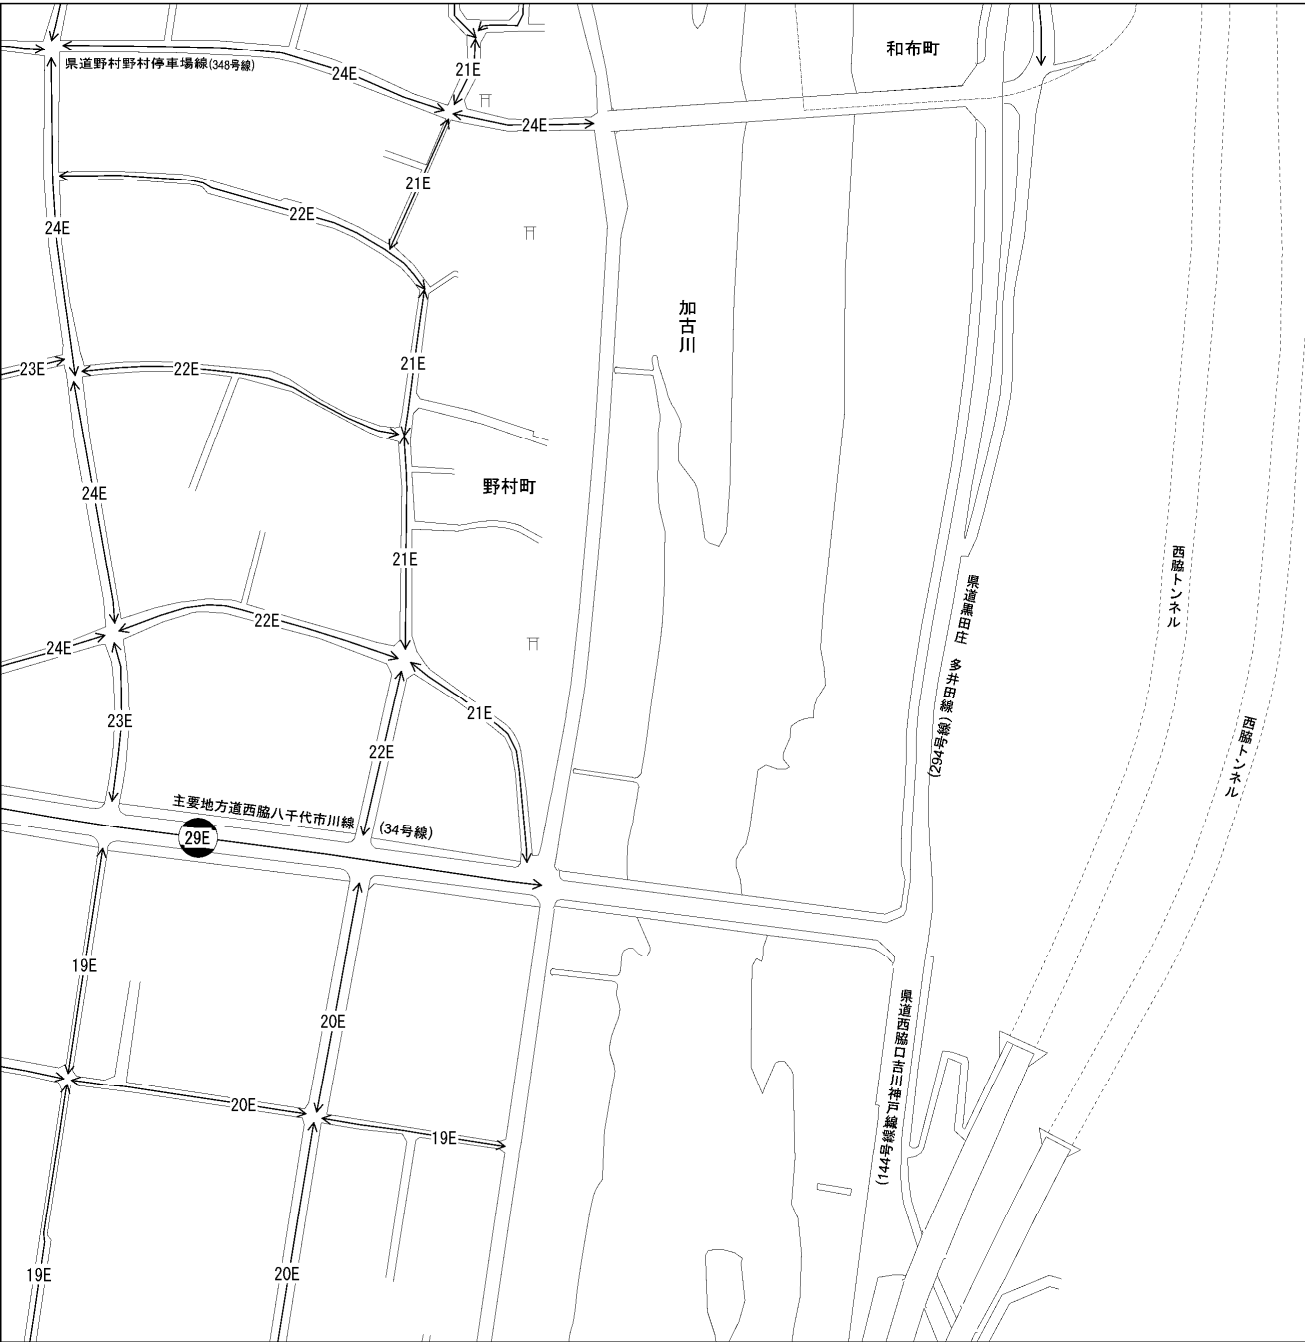 和布町
県道野村野村停車場線(348号線)
21E
24E
24E
21E
22E
24E
加古川
21E
23E
22E
24E
野村町
21E
西脇トンネル
県道黒田庄 多井田線(294号線)
22E
24E
21E
23E
西脇トンネル
22E
主要地方道西脇八千代市川線 (34号線)
29E
19E
20E
県道西脇口吉川神戸線(144号線線)
20E
19E
19E
20E